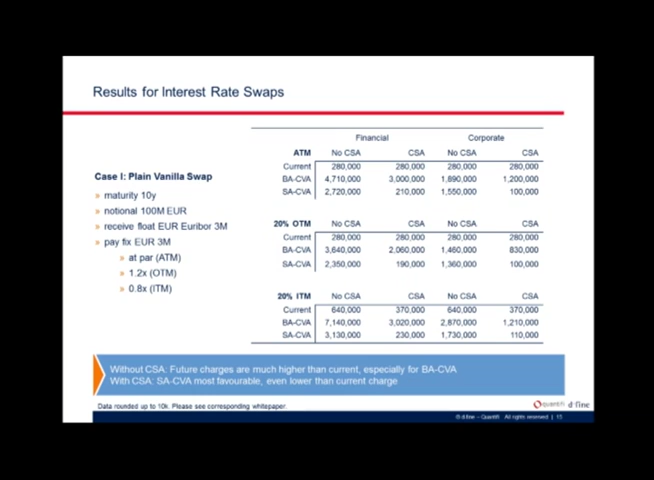 Results for Interest Rate Swaps
Case I: Plain Vanilla Swap
» maturity 10y
» notional 100M EUR
» receive float EUR Euribor 3M
» pay fix EUR 3M
» at par (ATM)
» 1.2x (OTM)
» 0.8x (ITM)
Financial Corporate
ATM No CSA CSA No CSA CSA
Current 280,000 280,000 280,000 280,000
BA-CVA 4,710,000 3,000,000 1,890,000 1,200,000
SA-CVA 2,720,000 210,000 1,550,000 100,000
20% OTM No CSA CSA No CSA CSA
Current 280,000 280,000 280,000 280,000
BA-CVA 3,640,000 2,060,000 1,460,000 830,000
SA-CVA 2,350,000 190,000 1,360,000 100,000
20% ITM No CSA CSA No CSA CSA
Current 640,000 370,000 640,000 370,000
BA-CVA 7,140,000 3,020,000 2,870,000 1,210,000
SA-CVA 3,130,000 230,000 1,730,000 110,000
Without CSA: Future charges are much higher than current, especially for BA-CVA
With CSA: SA-CVA most favourable, even lower than current charge
Data rounded up to 10k. Please see corresponding whitepaper.
quantifi d-fine
© d-fine – Quantifi All rights reserved | 15